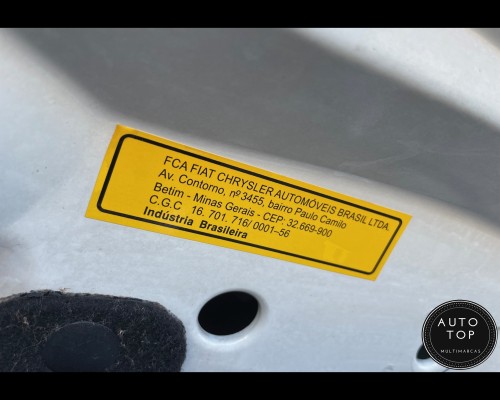 FCA FIAT CHRYSLER AUTOMÓVEIS BRASIL LTDA.
Av. Contorno, nº 3455, bairro Paulo Camilo
Betim - Minas Gerais - CEP: 32.669-900
C.G.C 16. 701. 716/ 0001-56
Indústria Brasileira
AUTO
TOP
MULTIMARCAS